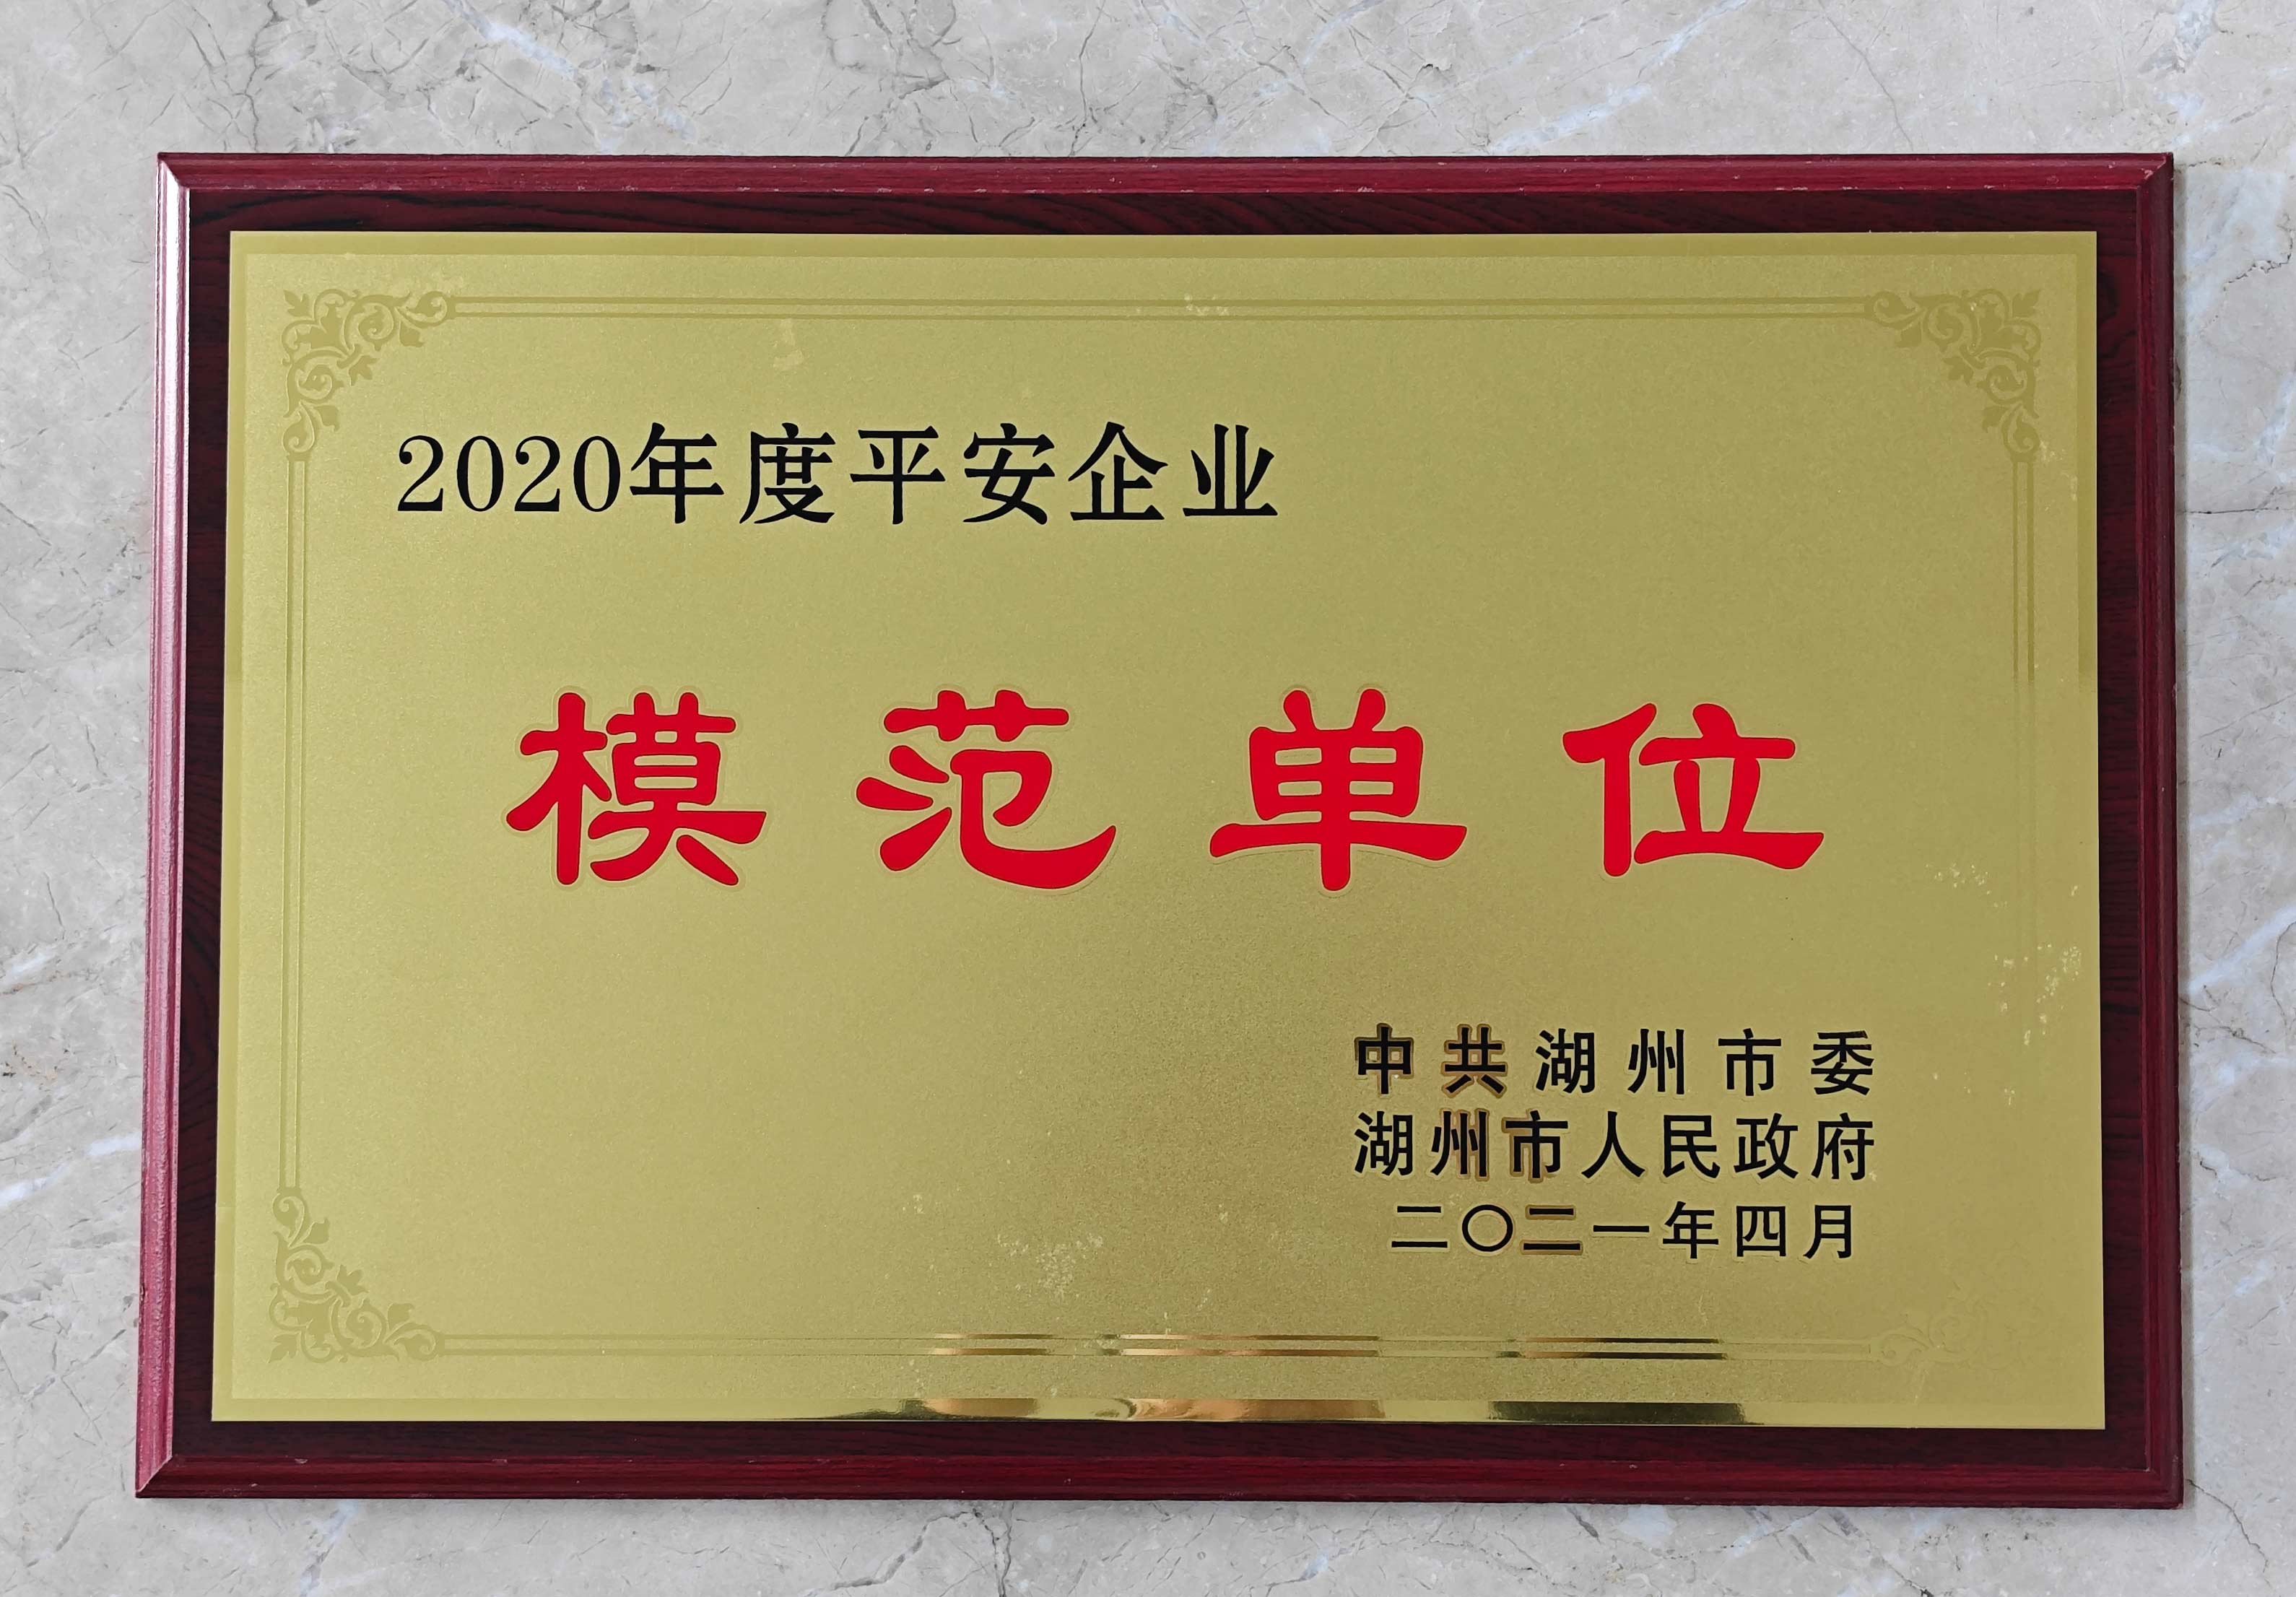 2020年度平安企业
模范单位
中共湖州市委
湖州市人民政府
二〇二一年四月